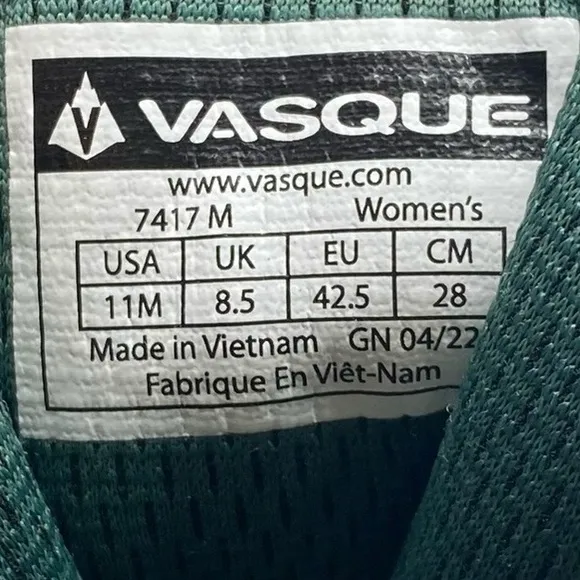 VASQUE
www.vasque.com
7417 M Women's
USA UK EU CM
11M 8.5 42.5 28
Made in Vietnam GN 04/22
Fabrique En Viêt-Nam